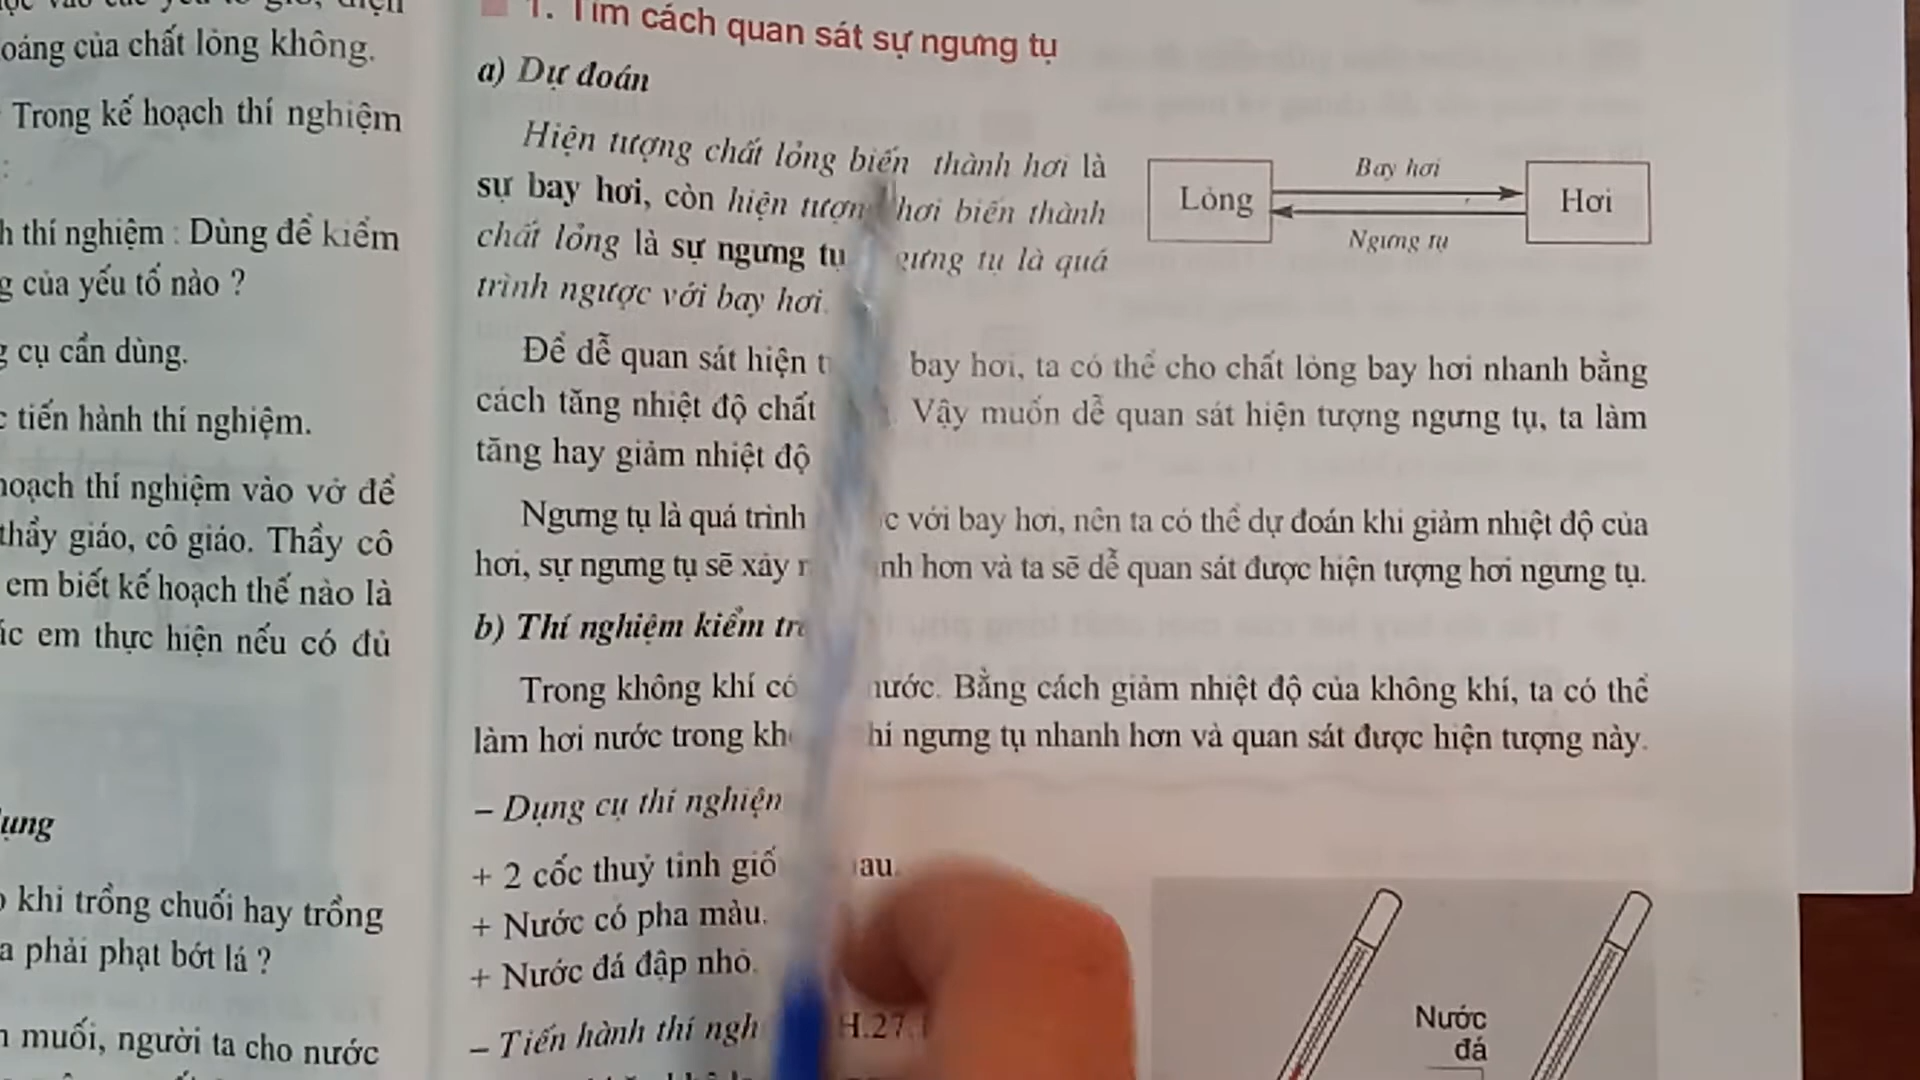 oáng của chất lỏng không.
Trong kế hoạch thí nghiệm
:
h thí nghiệm : Dùng để kiểm
g của yếu tố nào ?
g cụ cần dùng.
c tiến hành thí nghiệm.
hoạch thí nghiệm vào vở để
thầy giáo, cô giáo. Thầy cô
em biết kế hoạch thế nào là
ác em thực hiện nếu có đủ
dụng
khi trồng chuối hay trồng
a phải phạt bớt lá ?
muối, người ta cho nước
1. Tìm cách quan sát sự ngưng tụ
a) Dự đoán
Hiện tượng chất lỏng biến thành hơi là
sự bay hơi, còn hiện tượng hơi biến thành
chất lỏng là sự ngưng tụ gưng tụ là quá
trình ngược với bay hơi.
Lỏng
Bay hơi
Ngưng tụ
Hơi
Để dễ quan sát hiện t bay hơi, ta có thể cho chất lỏng bay hơi nhanh bằng
cách tăng nhiệt độ chất Vậy muốn dễ quan sát hiện tượng ngưng tụ, ta làm
tăng hay giảm nhiệt độ
Ngưng tụ là quá trình c với bay hơi, nên ta có thể dự đoán khi giảm nhiệt độ của
hơi, sự ngưng tụ sẽ xảy r nh hơn và ta sẽ dễ quan sát được hiện tượng hơi ngưng tụ.
b) Thí nghiệm kiểm tra
Trong không khí có nước. Bằng cách giảm nhiệt độ của không khí, ta có thể
làm hơi nước trong kh hí ngưng tụ nhanh hơn và quan sát được hiện tượng này.
– Dụng cụ thí nghiệm
+ 2 cốc thuỷ tinh giố hau.
+ Nước có pha màu.
+ Nước đá đập nhỏ.
– Tiến hành thí ngh H.27.1
Nước
đá